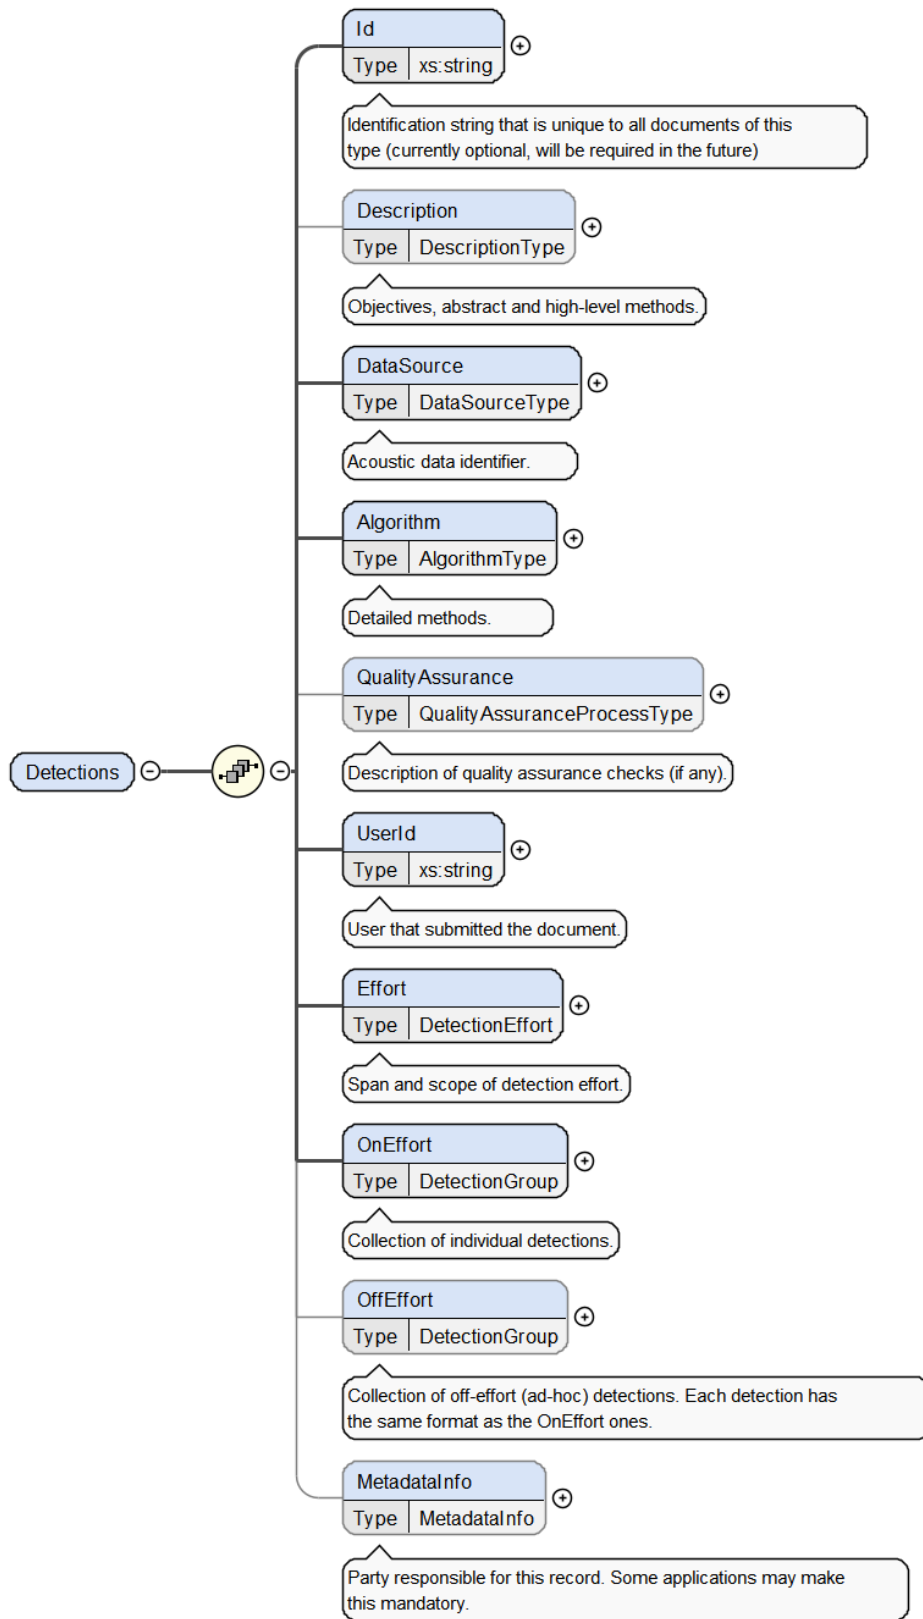 Id
Type xs:string
Identification string that is unique to all documents of this
type (currently optional, will be required in the future)
Description
Type DescriptionType
Objectives, abstract and high-level methods.
DataSource
Type DataSourceType
Acoustic data identifier.
Algorithm
Type AlgorithmType
Detailed methods.
QualityAssurance
Type QualityAssuranceProcessType
Detections
Description of quality assurance checks (if any).
UserId
Type xs:string
User that submitted the document.
Effort
Type DetectionEffort
Span and scope of detection effort.
OnEffort
Type DetectionGroup
Collection of individual detections.
OffEffort
Type DetectionGroup
Collection of off-effort (ad-hoc) detections. Each detection has
the same format as the OnEffort ones.
MetadataInfo
Type MetadataInfo
Party responsible for this record. Some applications may make
this mandatory.